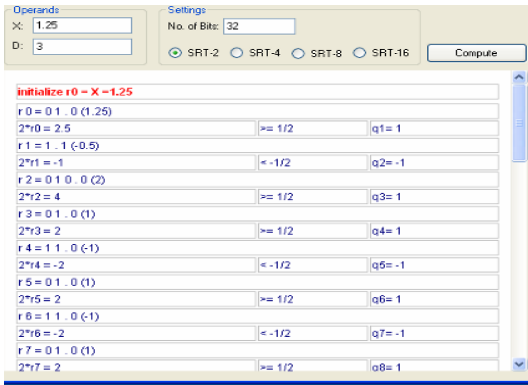 Operands
Settings
X: 1.25
No. of Bits: 32
D: 3
SRT-2 SRT-4 SRT-8 SRT-16 Compute
initialize r0 = X =1.25
r 0 = 0 1 . 0 (1.25)
2*r0 = 2.5 >= 1/2 q1= 1
r 1 = 1 . 1 (-0.5)
2*r1 = -1 < -1/2 q2= -1
r 2 = 0 1 0 . 0 (2)
2*r2 = 4 >= 1/2 q3= 1
r 3 = 0 1 . 0 (1)
2*r3 = 2 >= 1/2 q4= 1
r 4 = 1 1 . 0 (-1)
2*r4 = -2 < -1/2 q5= -1
r 5 = 0 1 . 0 (1)
2*r5 = 2 >= 1/2 q6= 1
r 6 = 1 1 . 0 (-1)
2*r6 = -2 < -1/2 q7= -1
r 7 = 0 1 . 0 (1)
2*r7 = 2 >= 1/2 q8= 1